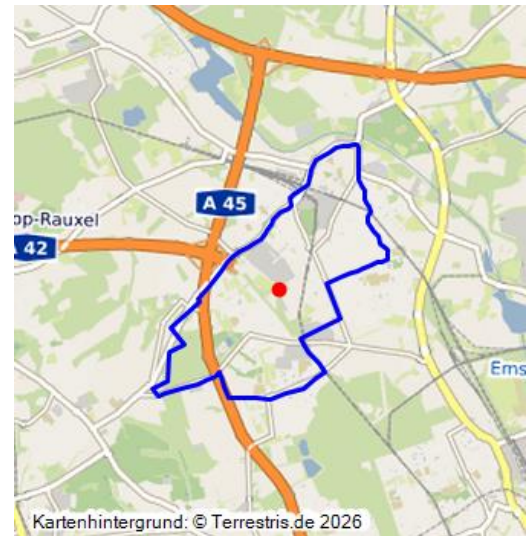 A 45
op-Rauxel
A 42
Ems
Kartenhintergrund: © Terrestris.de 2026